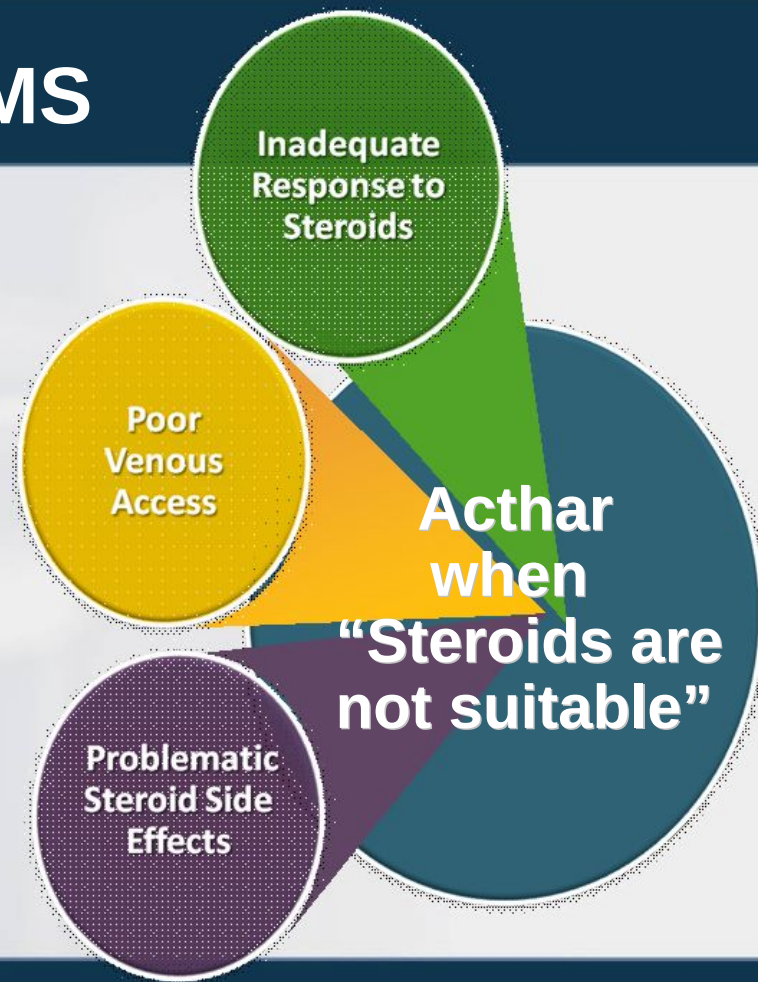 MS
Inadequate
Response to
Steroids
Poor
Venous
Access
Problematic
Steroid Side
Effects
Acthar
when
“Steroids are
not suitable”